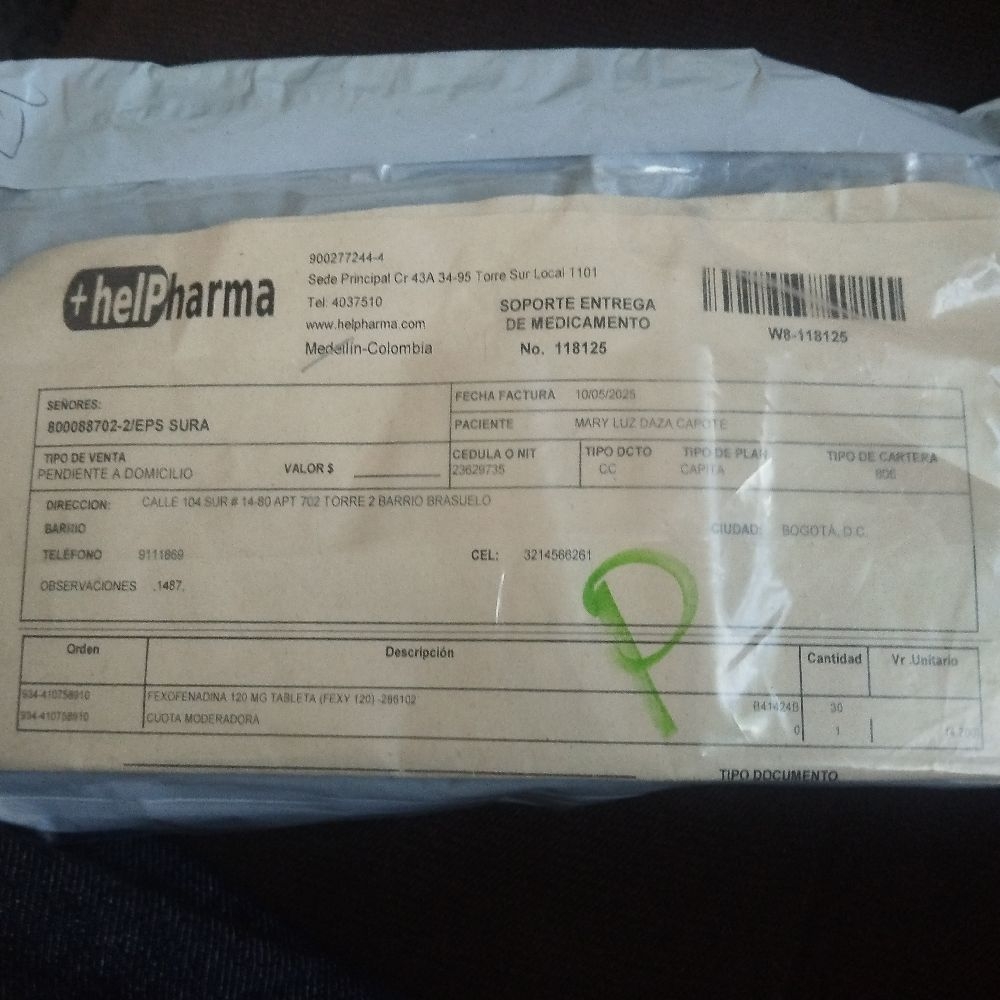 +helPharma
900277244-4
Sede Principal Cr 43A 34-95 Torre Sur Local 1101
Tel: 4037510
www.helpharma.com
Medellin-Colombia
SOPORTE ENTREGA
DE MEDICAMENTO
No. 118125
W8-118125
SEÑORES:
800088702-2/EPS SURA
FECHA FACTURA 10/05/2025
PACIENTE MARY LUZ DAZA CAPOTE
TIPO DE VENTA
PENDIENTE A DOMICILIO
VALOR $
CEDULA O NIT
23629735
TIPO DCTO
CC
TIPO DE PLAN
CAPITA
TIPO DE CARTERA
DIRECCION: CALLE 104 SUR # 14-80 APT 702 TORRE 2 BARRIO BRASUELO
BARRIO
CIUDAD: BOGOTA, D.C.
TELÉFONO 9111869
CEL: 3214566261
OBSERVACIONES .1487.
P
Orden Descripción Cantidad Vr .Unitario
934-410758910 FEXOFENADINA 120 MG TABLETA (FEXY 120) -286102 B41424B 30
934-410758910 CUOTA MODERADORA 0 1
TIPO DOCUMENTO